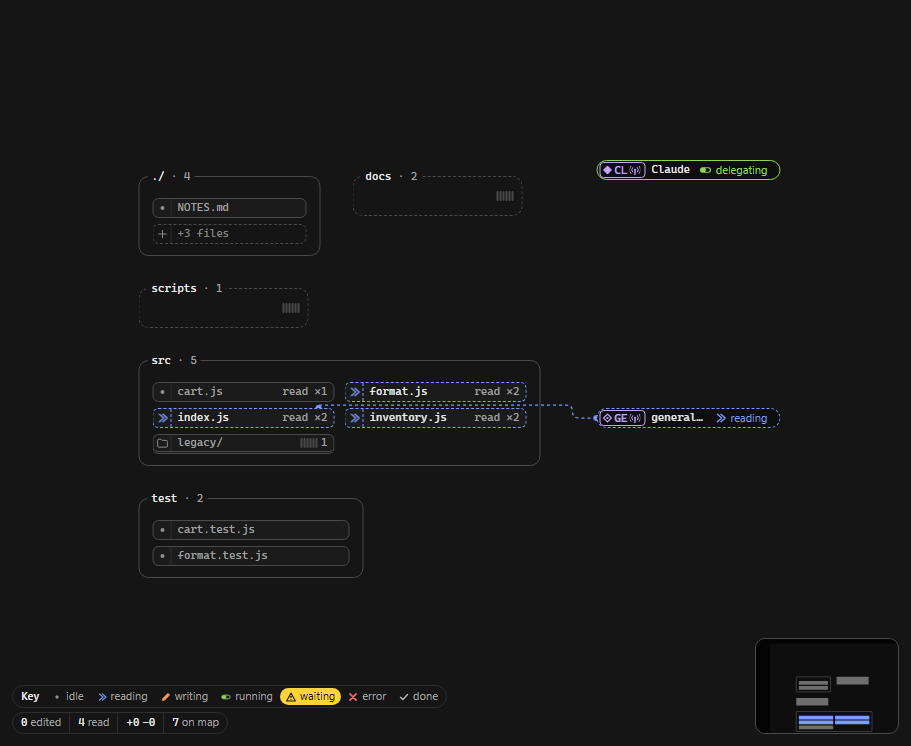 ./ · 4
docs · 2
CL Claude delegating
NOTES.md
+3 files
scripts · 1
src · 5
cart.js read ×1
format.js read ×2
index.js read ×2
inventory.js read ×2
GE general… reading
legacy/ 1
test · 2
cart.test.js
format.test.js
Key idle reading writing running waiting error done
0 edited 4 read +0 −0 7 on map